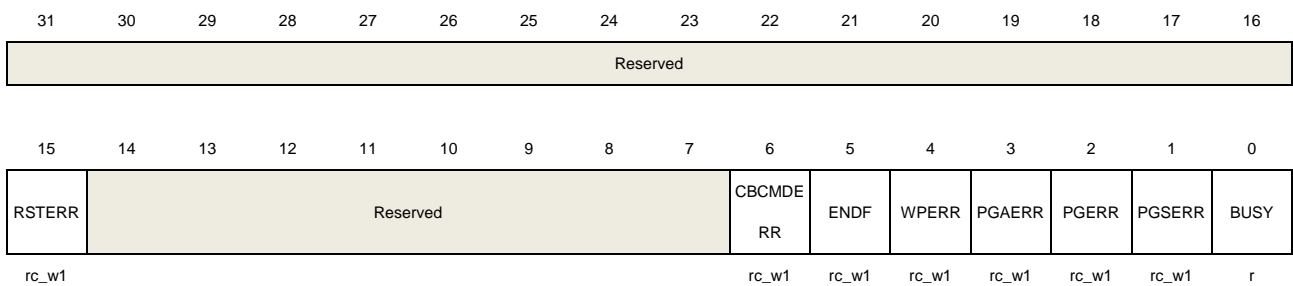 31 30 29 28 27 26 25 24 23 22 21 20 19 18 17 16
Reserved
15 14 13 12 11 10 9 8 7 6 5 4 3 2 1 0
RSTERR Reserved CBCMDE ENDF WPERR PGAERR PGERR PGSERR BUSY
RR
rc_w1 rc_w1 rc_w1 rc_w1 rc_w1 rc_w1 rc_w1 r